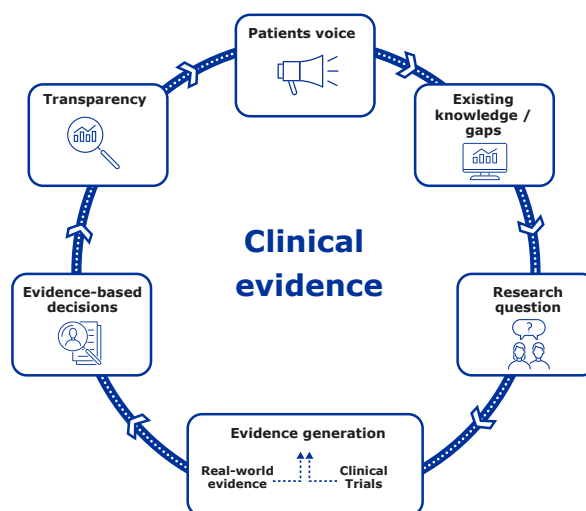 Patients voice
Transparency
Existing
knowledge /
gaps
Clinical
evidence
Evidence-based
decisions
Research
question
?
Evidence generation
Real-world
evidence
Clinical
Trials